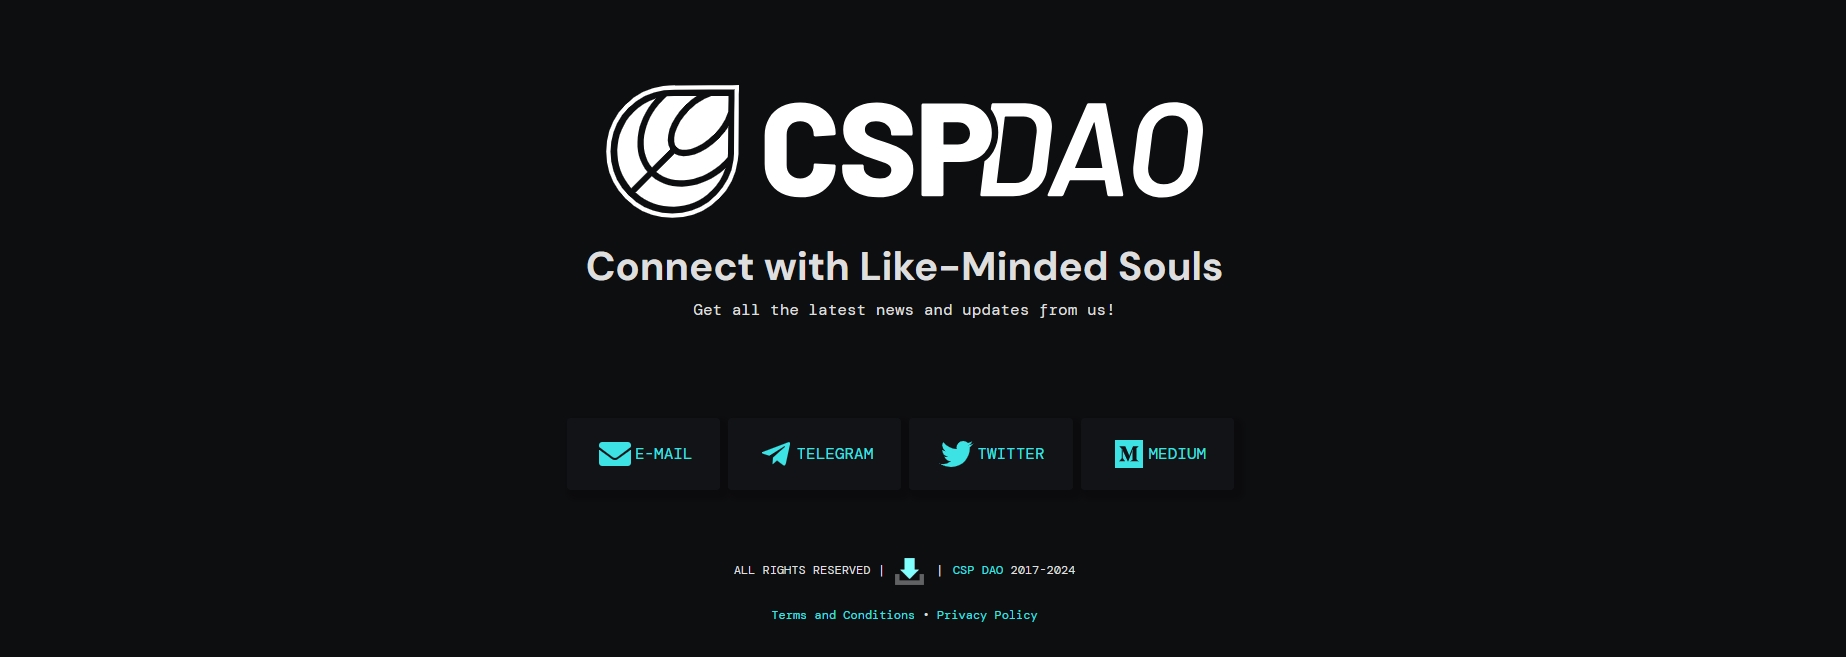 CSPDAO
Connect with Like-Minded Souls
Get all the latest news and updates from us!
E-MAIL TELEGRAM TWITTER M MEDIUM
ALL RIGHTS RESERVED | | CSP DAO 2017-2024
Terms and Conditions • Privacy Policy